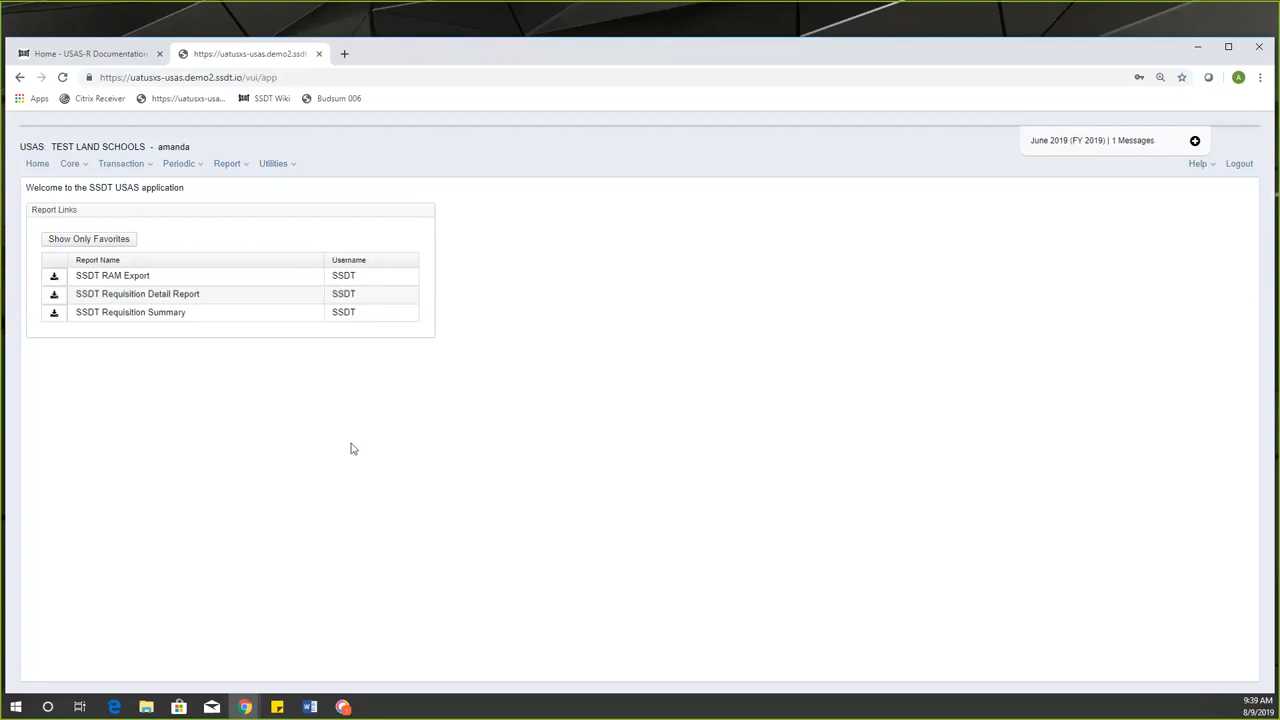 Home - USAS-R Documentation
https://uatusxs-usas.demo2.ssdt.
https://uatusxs-usas.demo2.ssdt.io/vui/app
A
Apps
Citrix Receiver
https://uatusxs-usa...
SSDT Wiki
Budsum 006
USAS: TEST LAND SCHOOLS - amanda
June 2019 (FY 2019) | 1 Messages
Home Core Transaction Periodic Report Utilities
Help Logout
Welcome to the SSDT USAS application
Report Links
Show Only Favorites
Report Name Username
SSDT RAM Export SSDT
SSDT Requisition Detail Report SSDT
SSDT Requisition Summary SSDT
9:39 AM
8/9/2019